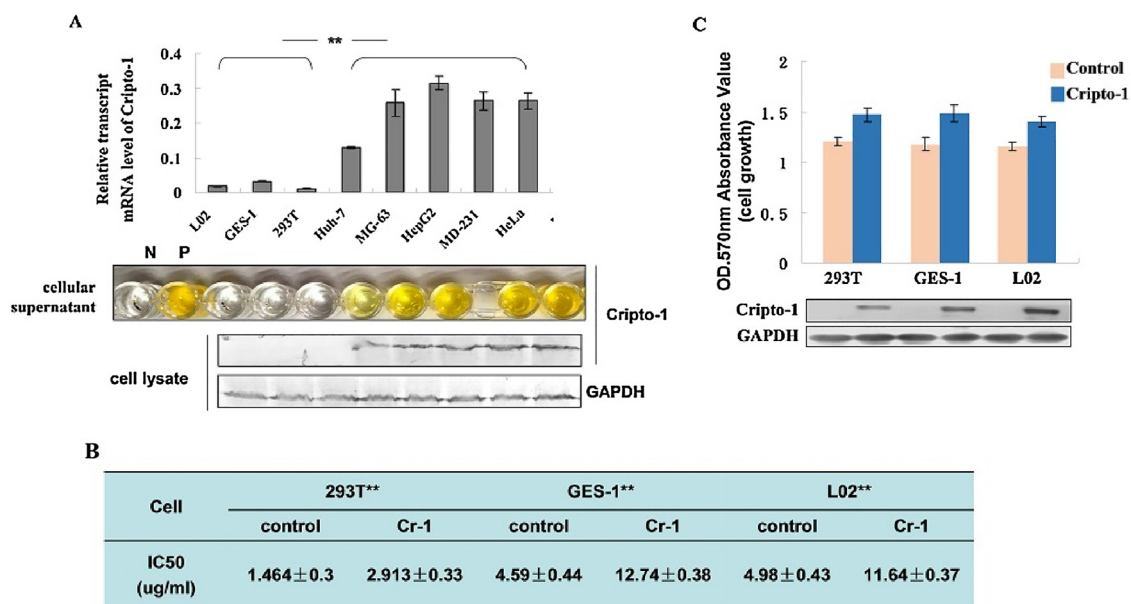 A
**
0.4
0.3
0.2
0.1
0
Relative transcript
mRNA level of Cripto-1
L02
GES-1
293T
Huh-7
MG-63
HepG2
MD-231
HeLa
N P
cellular
supernatant
Cripto-1
cell lysate
GAPDH
C
Control
Cripto-1
OD.570nm Absorbance Value
(cell growth)
2
1.5
1
0.5
0
293T GES-1 L02
Cripto-1
GAPDH
B
Cell 293T** GES-1** L02**
control Cr-1 control Cr-1 control Cr-1
IC50
(ug/ml)
1.464±0.3 2.913±0.33 4.59±0.44 12.74±0.38 4.98±0.43 11.64±0.37